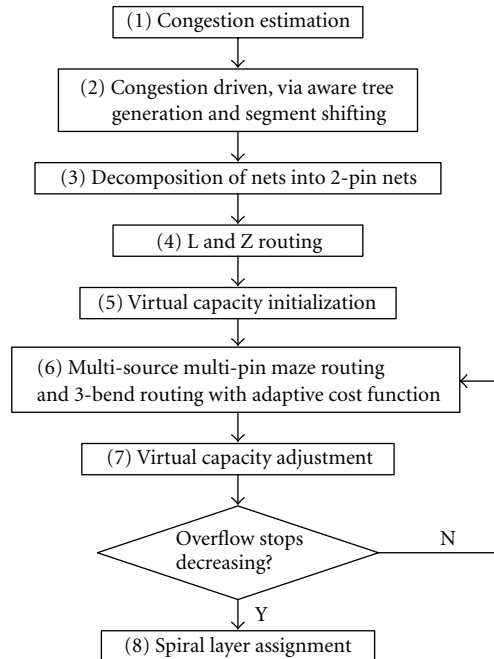 (1) Congestion estimation
(2) Congestion driven, via aware tree
generation and segment shifting
(3) Decomposition of nets into 2-pin nets
(4) L and Z routing
(5) Virtual capacity initialization
(6) Multi-source multi-pin maze routing
and 3-bend routing with adaptive cost function
(7) Virtual capacity adjustment
Overflow stops
decreasing?
N
Y
(8) Spiral layer assignment